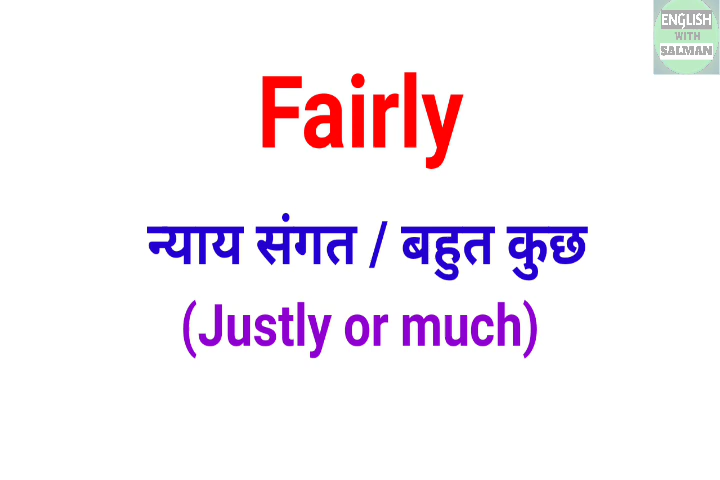 ENGLISH
WITH
SALMAN
Fairly
न्याय संगत / बहुत कुछ
(Justly or much)